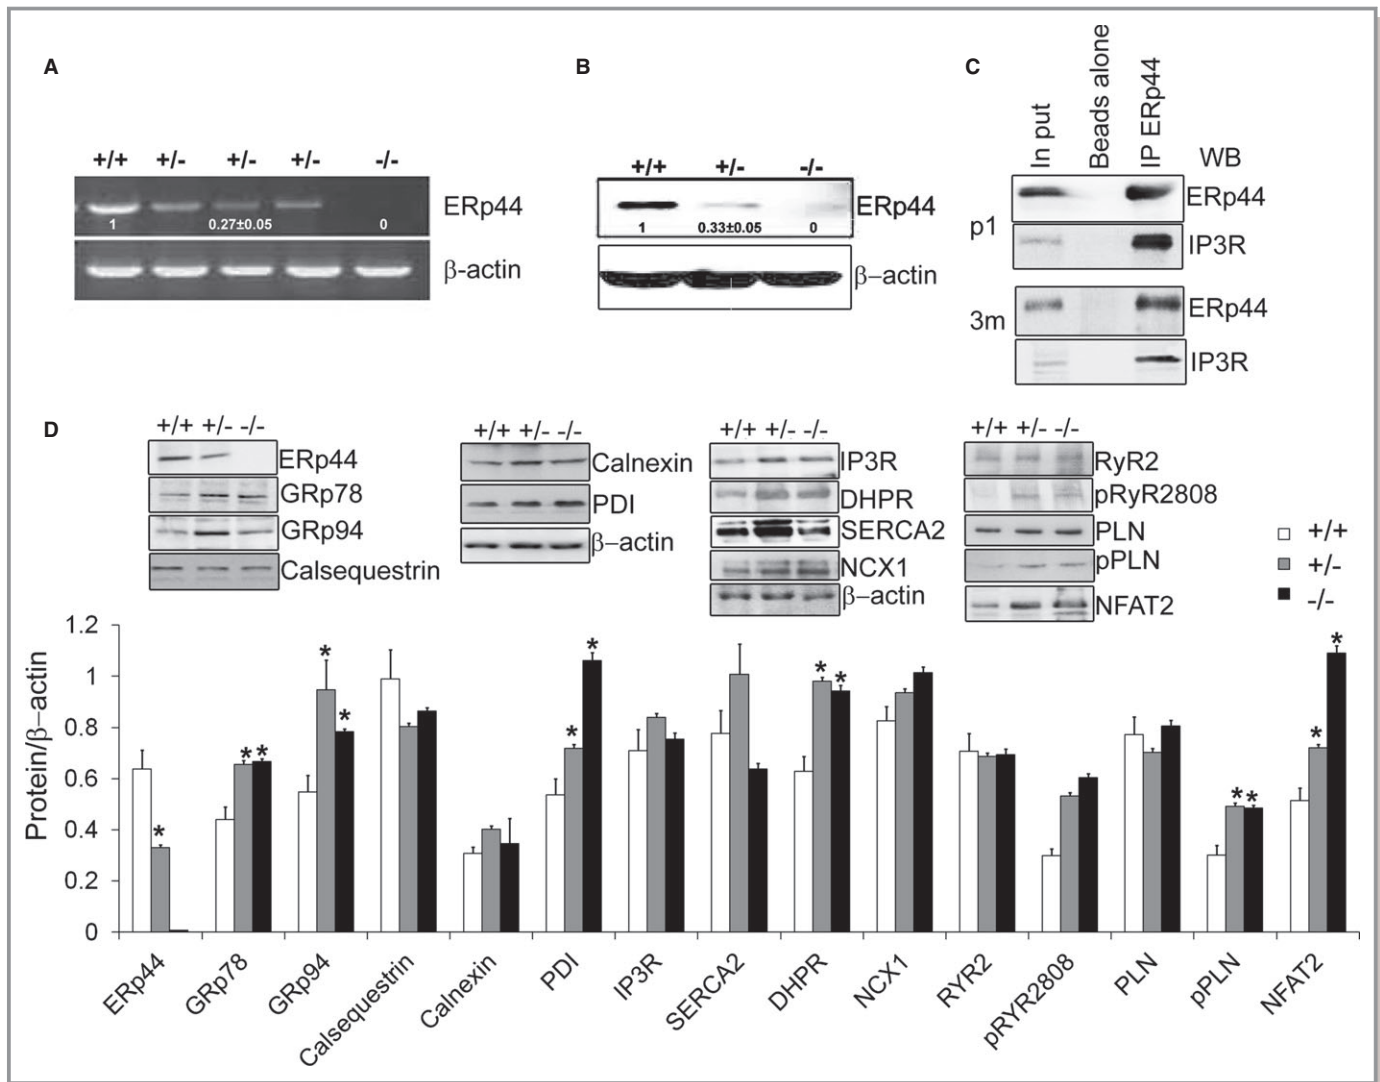 A
+/+ +/- +/- +/- -/-
ERp44
1 0.27±0.05 0
β-actin
B
+/+ +/- -/-
ERp44
1 0.33±0.05 0
β-actin
C
In put
Beads alone
IP ERp44
WB
p1
ERp44
IP3R
3m
ERp44
IP3R
D
+/+ +/- -/-
ERp44
GRp78
GRp94
Calsequestrin
+/+ +/- -/-
Calnexin
PDI
β-actin
+/+ +/- -/-
IP3R
DHPR
SERCA2
NCX1
β-actin
+/+ +/- -/-
RyR2
pRyR2808
PLN
pPLN
NFAT2
+/+
+/-
-/-
Protein/β-actin
1.2
1
0.8
0.6
0.4
0.2
0
* * * * * * * * * * * * * *
ERp44
GRp78
GRp94
Calsequestrin
Calnexin
PDI
IP3R
SERCA2
DHPR
NCX1
RYR2
pRYR2808
PLN
pPLN
NFAT2